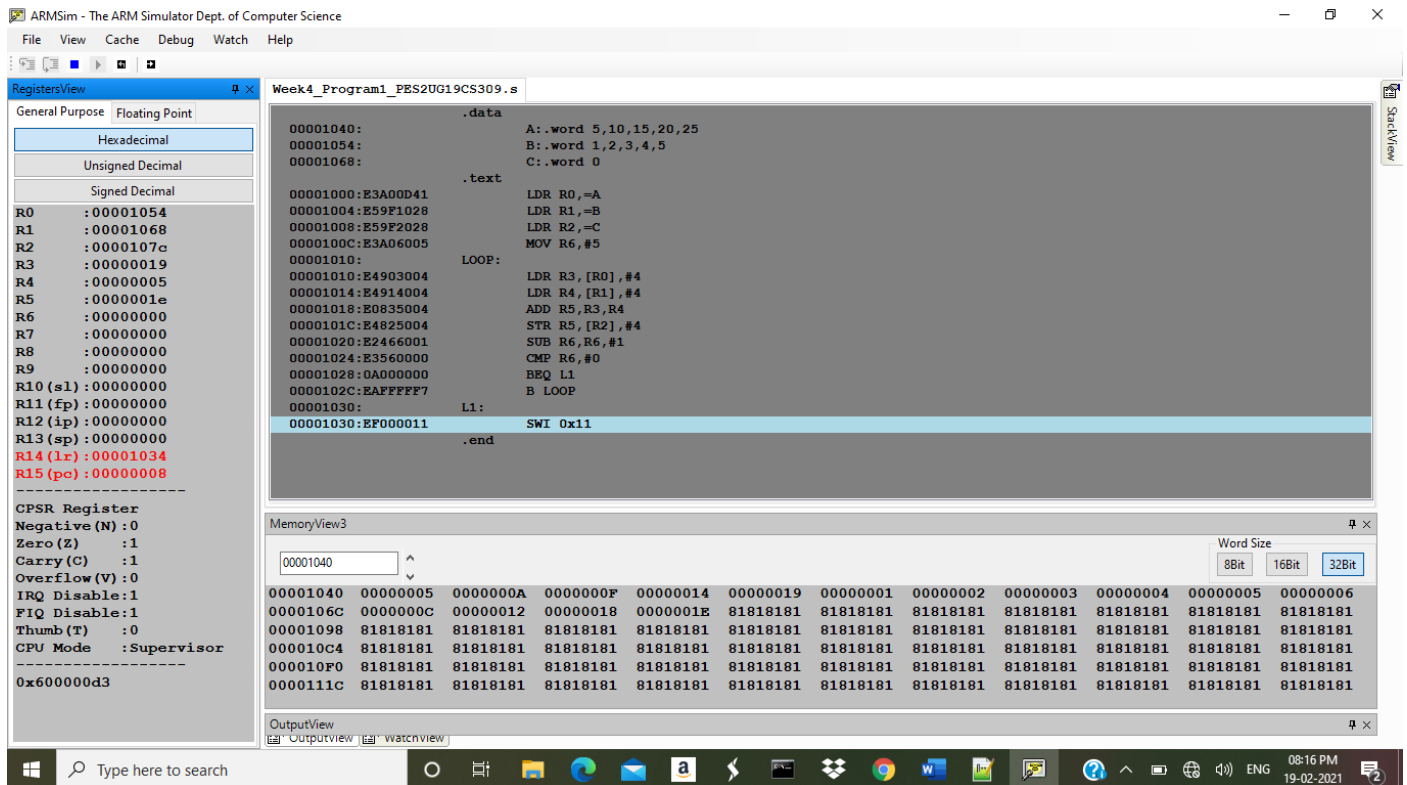 ARMSim - The ARM Simulator Dept. of Computer Science
File View Cache Debug Watch Help
RegistersView
General Purpose Floating Point
Hexadecimal
Unsigned Decimal
Signed Decimal
R0 :00001054
R1 :00001068
R2 :0000107c
R3 :00000019
R4 :00000005
R5 :0000001e
R6 :00000000
R7 :00000000
R8 :00000000
R9 :00000000
R10(sl):00000000
R11(fp):00000000
R12(ip):00000000
R13(sp):00000000
R14(lr):00001034
R15(pc):00000008
------------------
CPSR Register
Negative(N):0
Zero(Z) :1
Carry(C) :1
Overflow(V):0
IRQ Disable:1
FIQ Disable:1
Thumb(T) :0
CPU Mode :Supervisor
------------------
0x600000d3
Week4_Program1_PES2UG19CS309.s
.data
00001040: A:.word 5,10,15,20,25
00001054: B:.word 1,2,3,4,5
00001068: C:.word 0
.text
00001000:E3A00D41 LDR R0,=A
00001004:E59F1028 LDR R1,=B
00001008:E59F2028 LDR R2,=C
0000100C:E3A06005 MOV R6,#5
00001010: LOOP:
00001010:E4903004 LDR R3,[R0],#4
00001014:E4914004 LDR R4,[R1],#4
00001018:E0835004 ADD R5,R3,R4
0000101C:E4825004 STR R5,[R2],#4
00001020:E2466001 SUB R6,R6,#1
00001024:E3560000 CMP R6,#0
00001028:0A000000 BEQ L1
0000102C:EAFFFFF7 B LOOP
00001030: L1:
00001030:EF000011 SWI 0x11
.end
StackView
MemoryView3
00001040
Word Size
8Bit 16Bit 32Bit
00001040 00000005 0000000A 0000000F 00000014 00000019 00000001 00000002 00000003 00000004 00000005 00000006
0000106C 0000000C 00000012 00000018 0000001E 81818181 81818181 81818181 81818181 81818181 81818181 81818181
00001098 81818181 81818181 81818181 81818181 81818181 81818181 81818181 81818181 81818181 81818181 81818181
000010C4 81818181 81818181 81818181 81818181 81818181 81818181 81818181 81818181 81818181 81818181 81818181
000010F0 81818181 81818181 81818181 81818181 81818181 81818181 81818181 81818181 81818181 81818181 81818181
0000111C 81818181 81818181 81818181 81818181 81818181 81818181 81818181 81818181 81818181 81818181 81818181
OutputView
OutputView WatchView
Type here to search
ENG
08:16 PM
19-02-2021
2